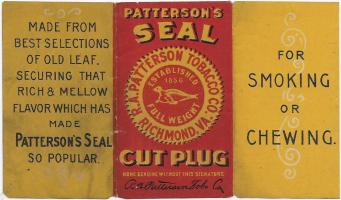 MADE FROM
BEST SELECTIONS
OF OLD LEAF,
SECURING THAT
RICH & MELLOW
FLAVOR WHICH HAS
MADE
PATTERSON'S SEAL
SO POPULAR.
PATTERSON'S
SEAL
R.A. PATTERSON TOBACCO CO.
ESTABLISHED
1856
FULL WEIGHT
RICHMOND, VA.
CUT PLUG
NONE GENUINE WITHOUT THIS SIGNATURE
R.A. Patterson Tob. Co.
FOR
SMOKING
OR
CHEWING.